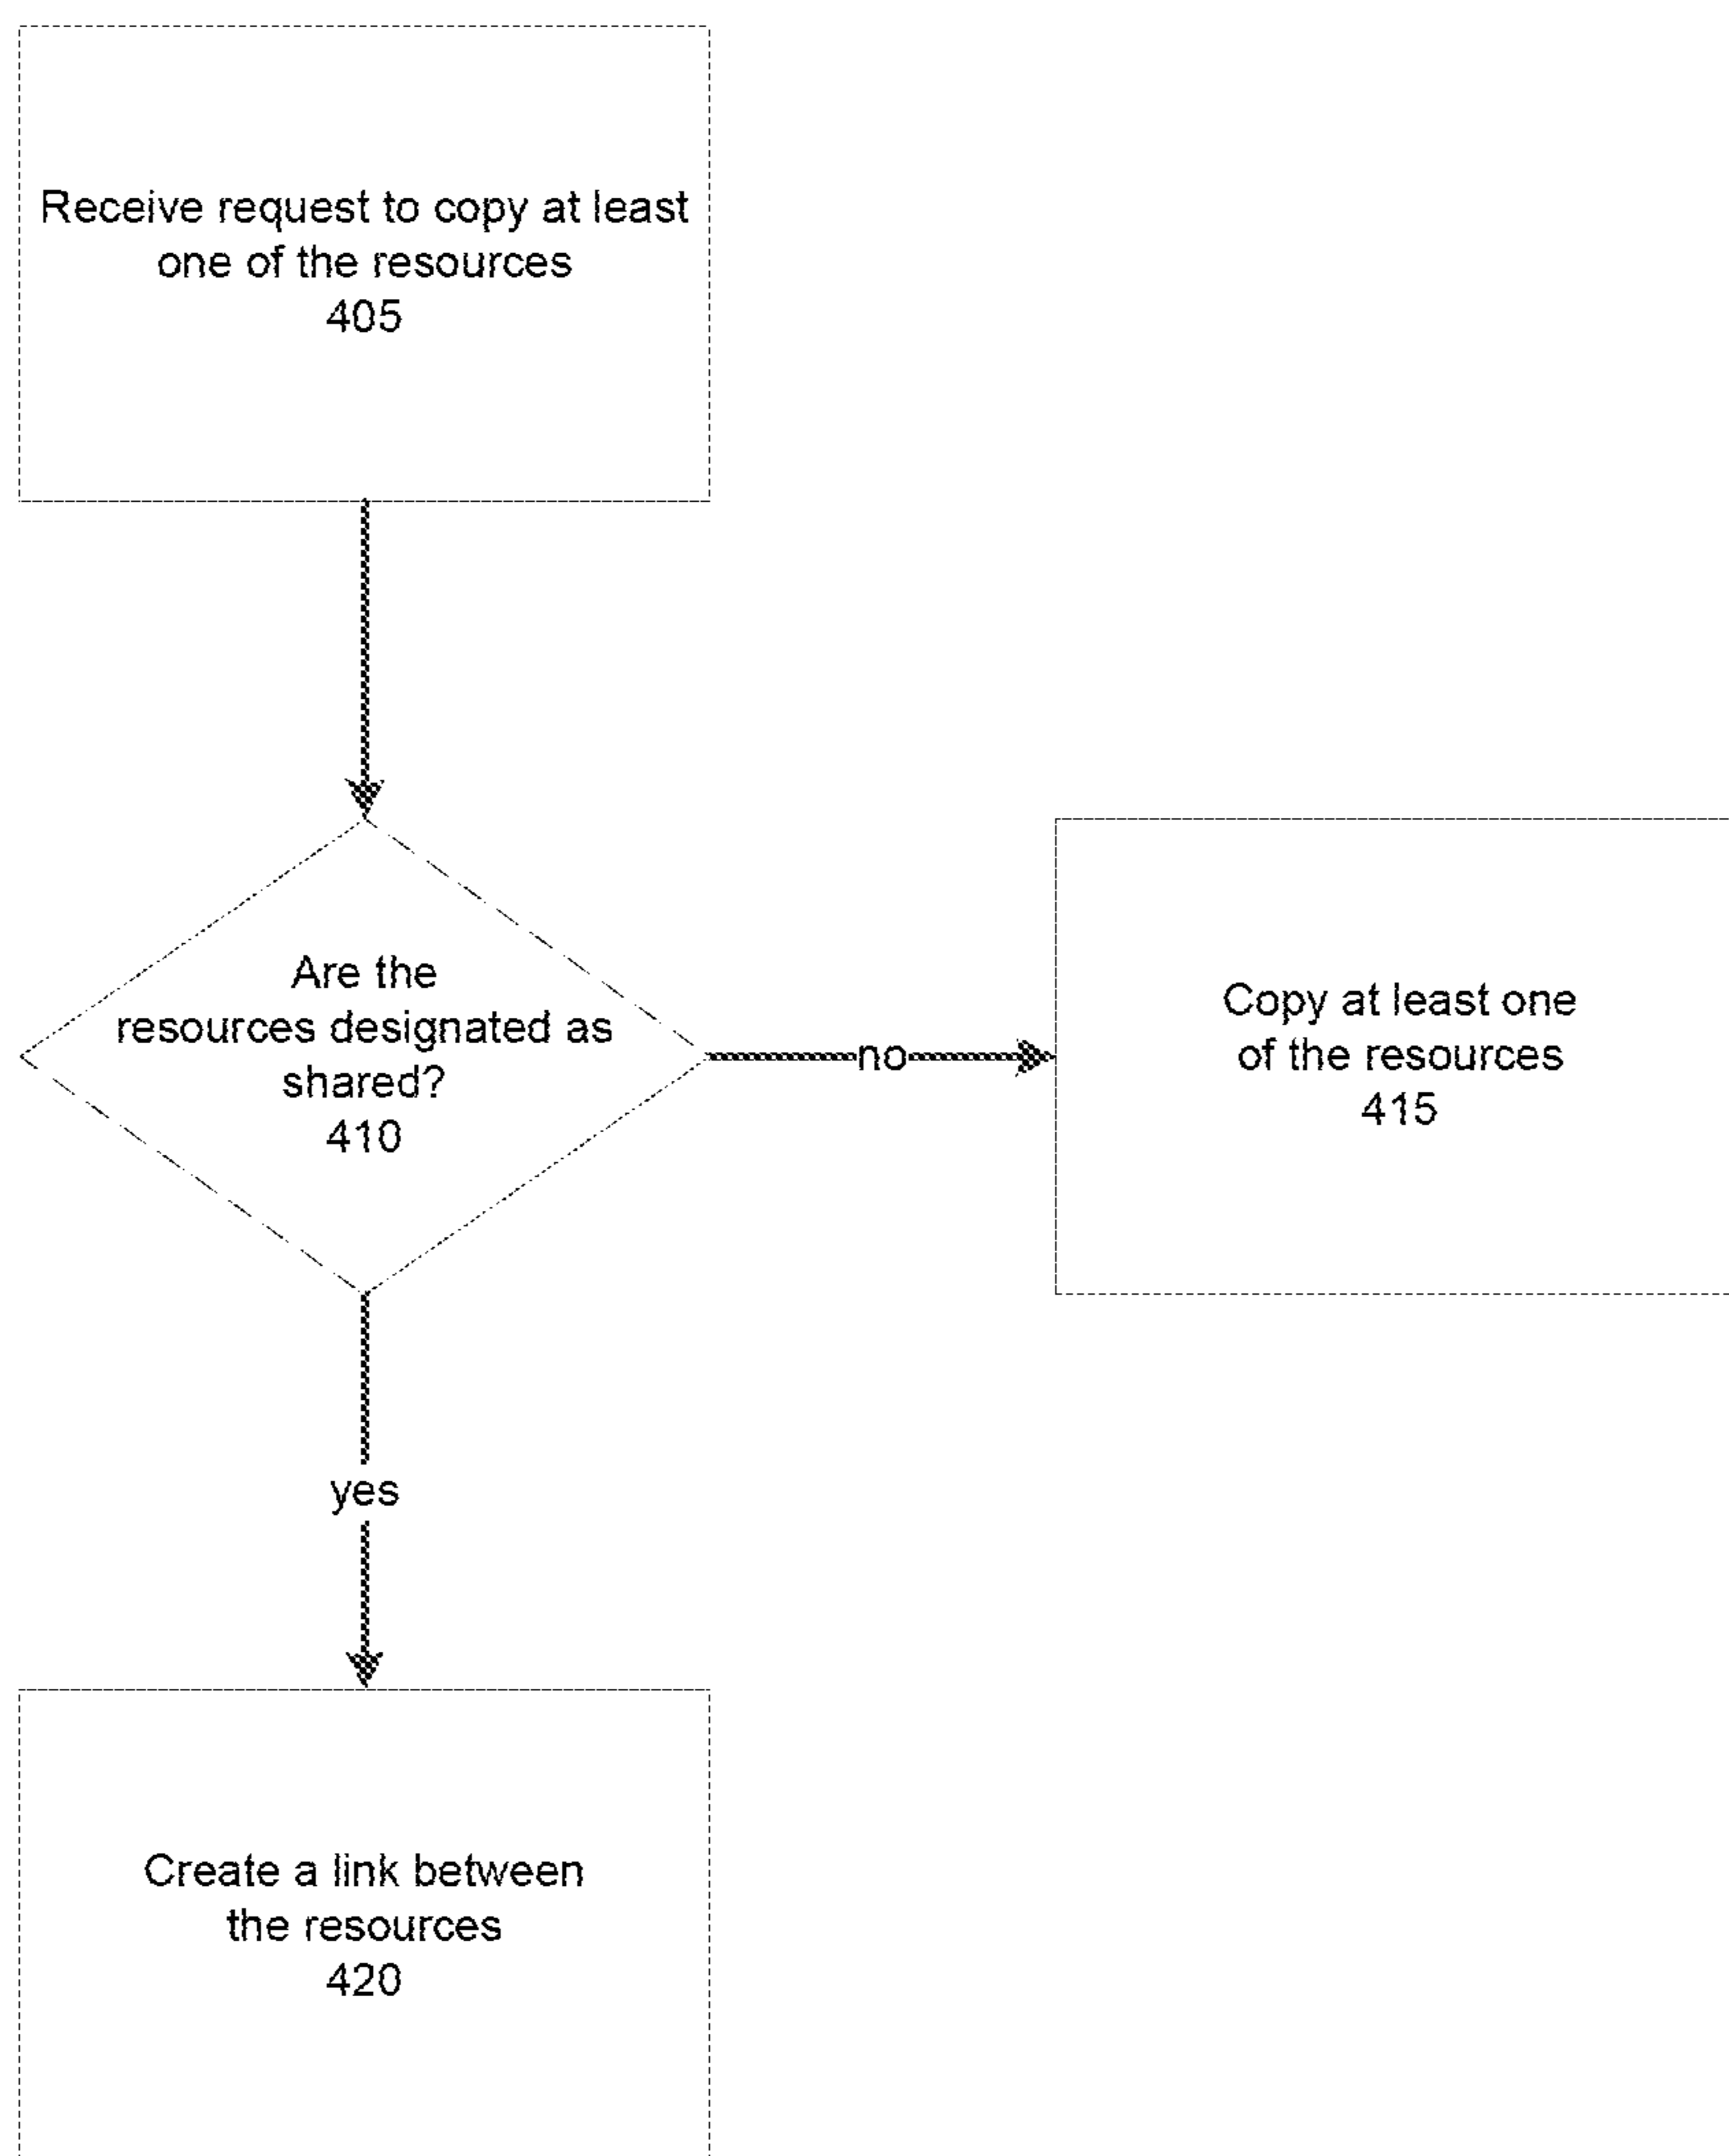 Receive request to copy at least
one of the resources
405
Are the
resources designated as
shared?
410
no
Copy at least one
of the resources
415
yes
Create a link between
the resources
420